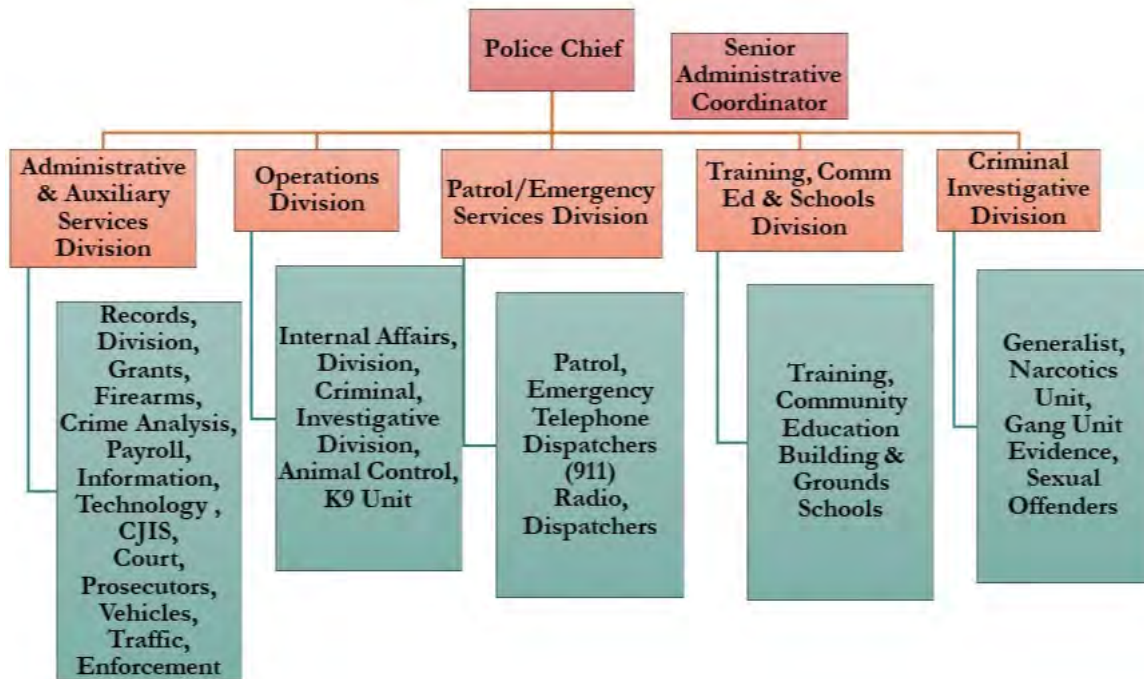 Police Chief
Senior
Administrative
Coordinator
Administrative
& Auxiliary
Services
Division
Operations
Division
Patrol/Emergency
Services Division
Training, Comm
Ed & Schools
Division
Criminal
Investigative
Division
Records,
Division,
Grants,
Firearms,
Crime Analysis,
Payroll,
Information,
Technology ,
CJIS,
Court,
Prosecutors,
Vehicles,
Traffic,
Enforcement
Internal Affairs,
Division,
Criminal,
Investigative
Division,
Animal Control,
K9 Unit
Patrol,
Emergency
Telephone
Dispatchers
(911)
Radio,
Dispatchers
Training,
Community
Education
Building &
Grounds
Schools
Generalist,
Narcotics
Unit,
Gang Unit
Evidence,
Sexual
Offenders